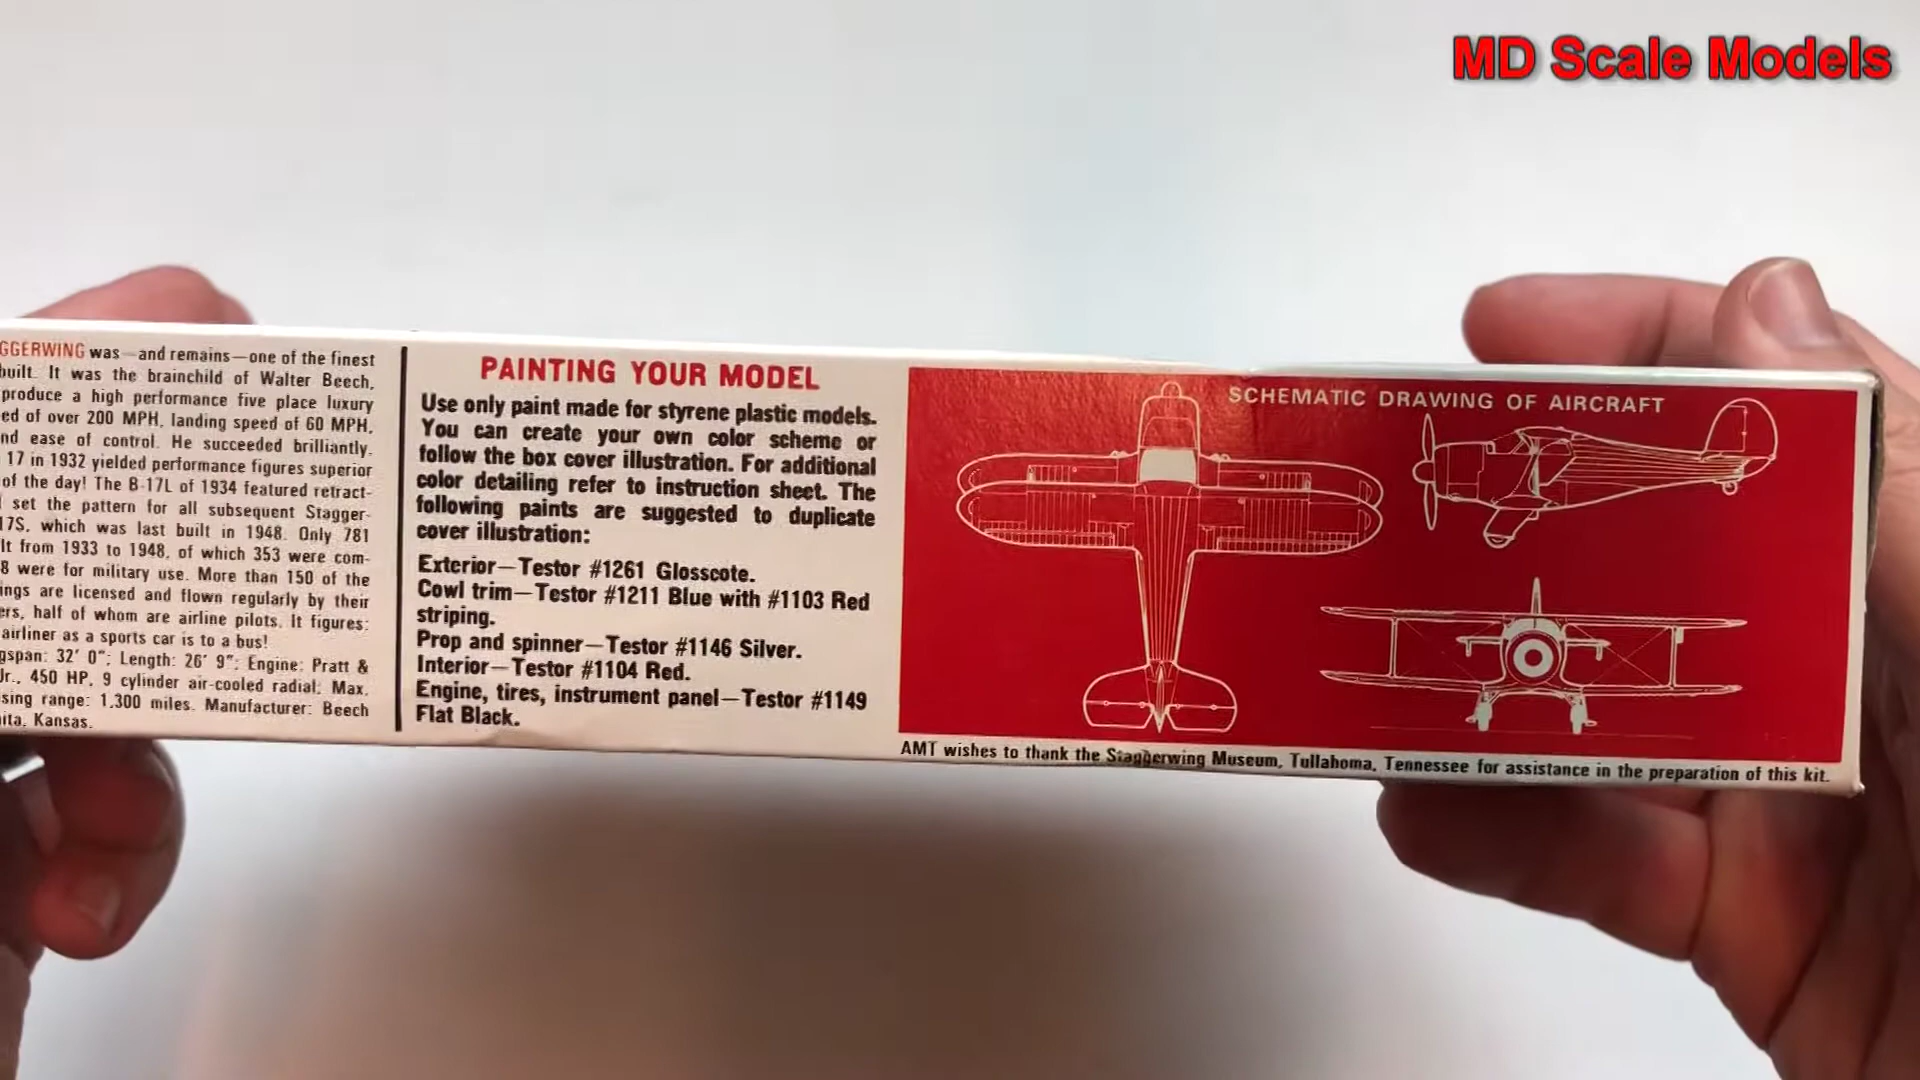 MD Scale Models
GGERWING was—and remains—one of the finest
built. It was the brainchild of Walter Beech,
produce a high performance five place luxury
ed of over 200 MPH, landing speed of 60 MPH,
nd ease of control. He succeeded brilliantly.
17 in 1932 yielded performance figures superior
of the day! The B-17L of 1934 featured retract-
set the pattern for all subsequent Stagger-
17S, which was last built in 1948. Only 781
lt from 1933 to 1948, of which 353 were com-
8 were for military use. More than 150 of the
ings are licensed and flown regularly by their
ers, half of whom are airline pilots. It figures:
airliner as a sports car is to a bus!
gspan: 32' 0"; Length: 26' 9"; Engine: Pratt &
Jr., 450 HP, 9 cylinder air-cooled radial; Max.
sing range: 1,300 miles. Manufacturer: Beech
ita, Kansas.
PAINTING YOUR MODEL
Use only paint made for styrene plastic models.
You can create your own color scheme or
follow the box cover illustration. For additional
color detailing refer to instruction sheet. The
following paints are suggested to duplicate
cover illustration:
Exterior—Testor #1261 Glosscote.
Cowl trim—Testor #1211 Blue with #1103 Red
striping.
Prop and spinner—Testor #1146 Silver.
Interior—Testor #1104 Red.
Engine, tires, instrument panel—Testor #1149
Flat Black.
SCHEMATIC DRAWING OF AIRCRAFT
AMT wishes to thank the Staggerwing Museum, Tullahoma, Tennessee for assistance in the preparation of this kit.